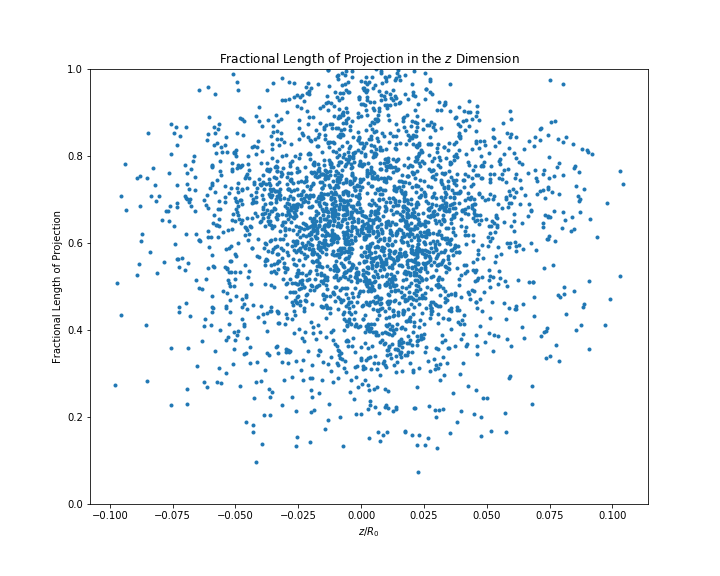 Fractional Length of Projection in the z Dimension
1.0
0.8
0.6
0.4
0.2
0.0
Fractional Length of Projection
−0.100 −0.075 −0.050 −0.025 0.000 0.025 0.050 0.075 0.100
z/R₀